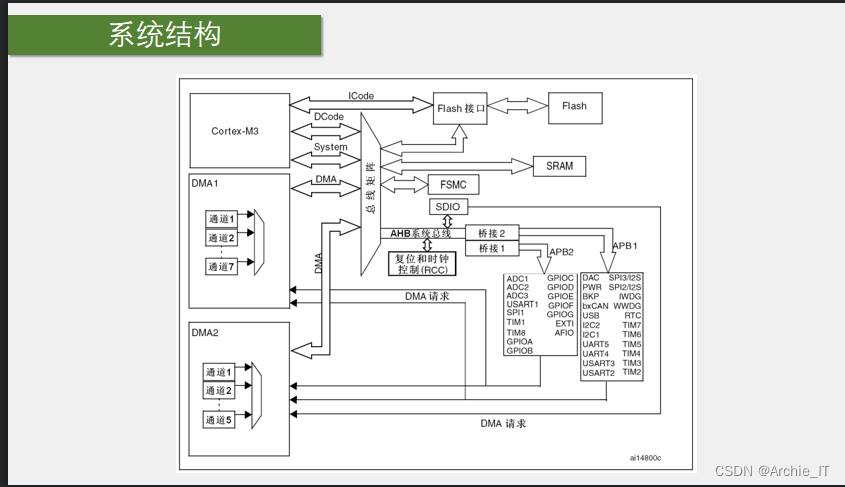 系统结构
ICode
DCode
System
Cortex-M3
Flash 接口
Flash
总线矩阵
SRAM
FSMC
SDIO
DMA1
DMA
通道1
通道2
通道7
AHB系统总线
桥接 2
桥接 1
复位和时钟
控制(RCC)
APB2
APB1
DMA
DMA 请求
ADC1 GPIOC
ADC2 GPIOD
ADC3 GPIOE
USART1 GPIOF
SPI1 GPIOG
TIM1 EXTI
TIM8 AFIO
GPIOA
GPIOB
DAC SPI3/I2S
PWR SPI2/I2S
BKP IWDG
bxCAN WWDG
USB RTC
I2C2 TIM7
I2C1 TIM6
UART5 TIM5
UART4 TIM4
USART3 TIM3
USART2 TIM2
DMA2
通道1
通道2
通道5
DMA 请求
ai14800c
CSDN @Archie_IT